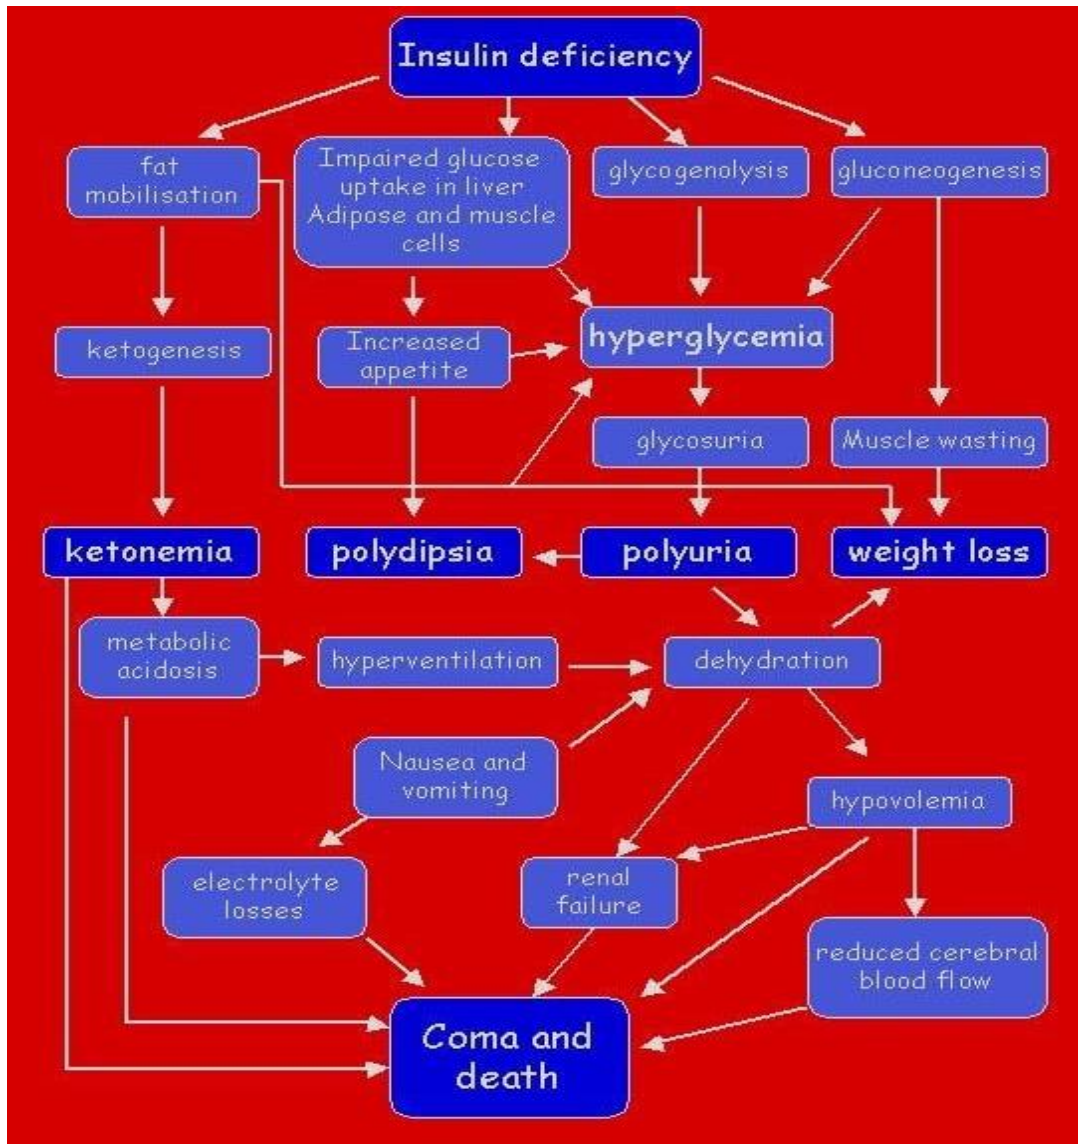 Insulin deficiency
fat
mobilisation
Impaired glucose
uptake in liver
Adipose and muscle
cells
glycogenolysis
gluconeogenesis
ketogenesis
Increased
appetite
hyperglycemia
glycosuria
Muscle wasting
ketonemia
polydipsia
polyuria
weight loss
metabolic
acidosis
hyperventilation
dehydration
Nausea and
vomiting
hypovolemia
electrolyte
losses
renal
failure
reduced cerebral
blood flow
Coma and
death